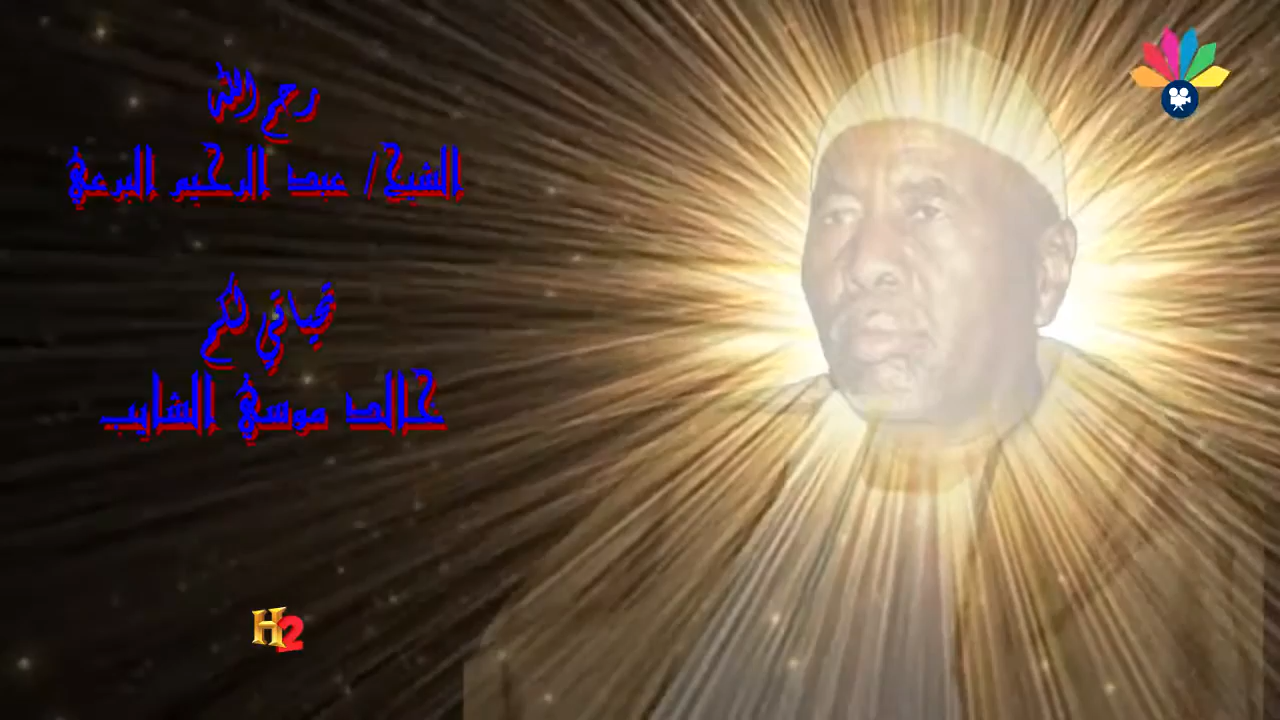 رحم الله
الشيخ/ عبد الرحيم البرعي
تحياتي لكم
خالد موسى الشايب
H2